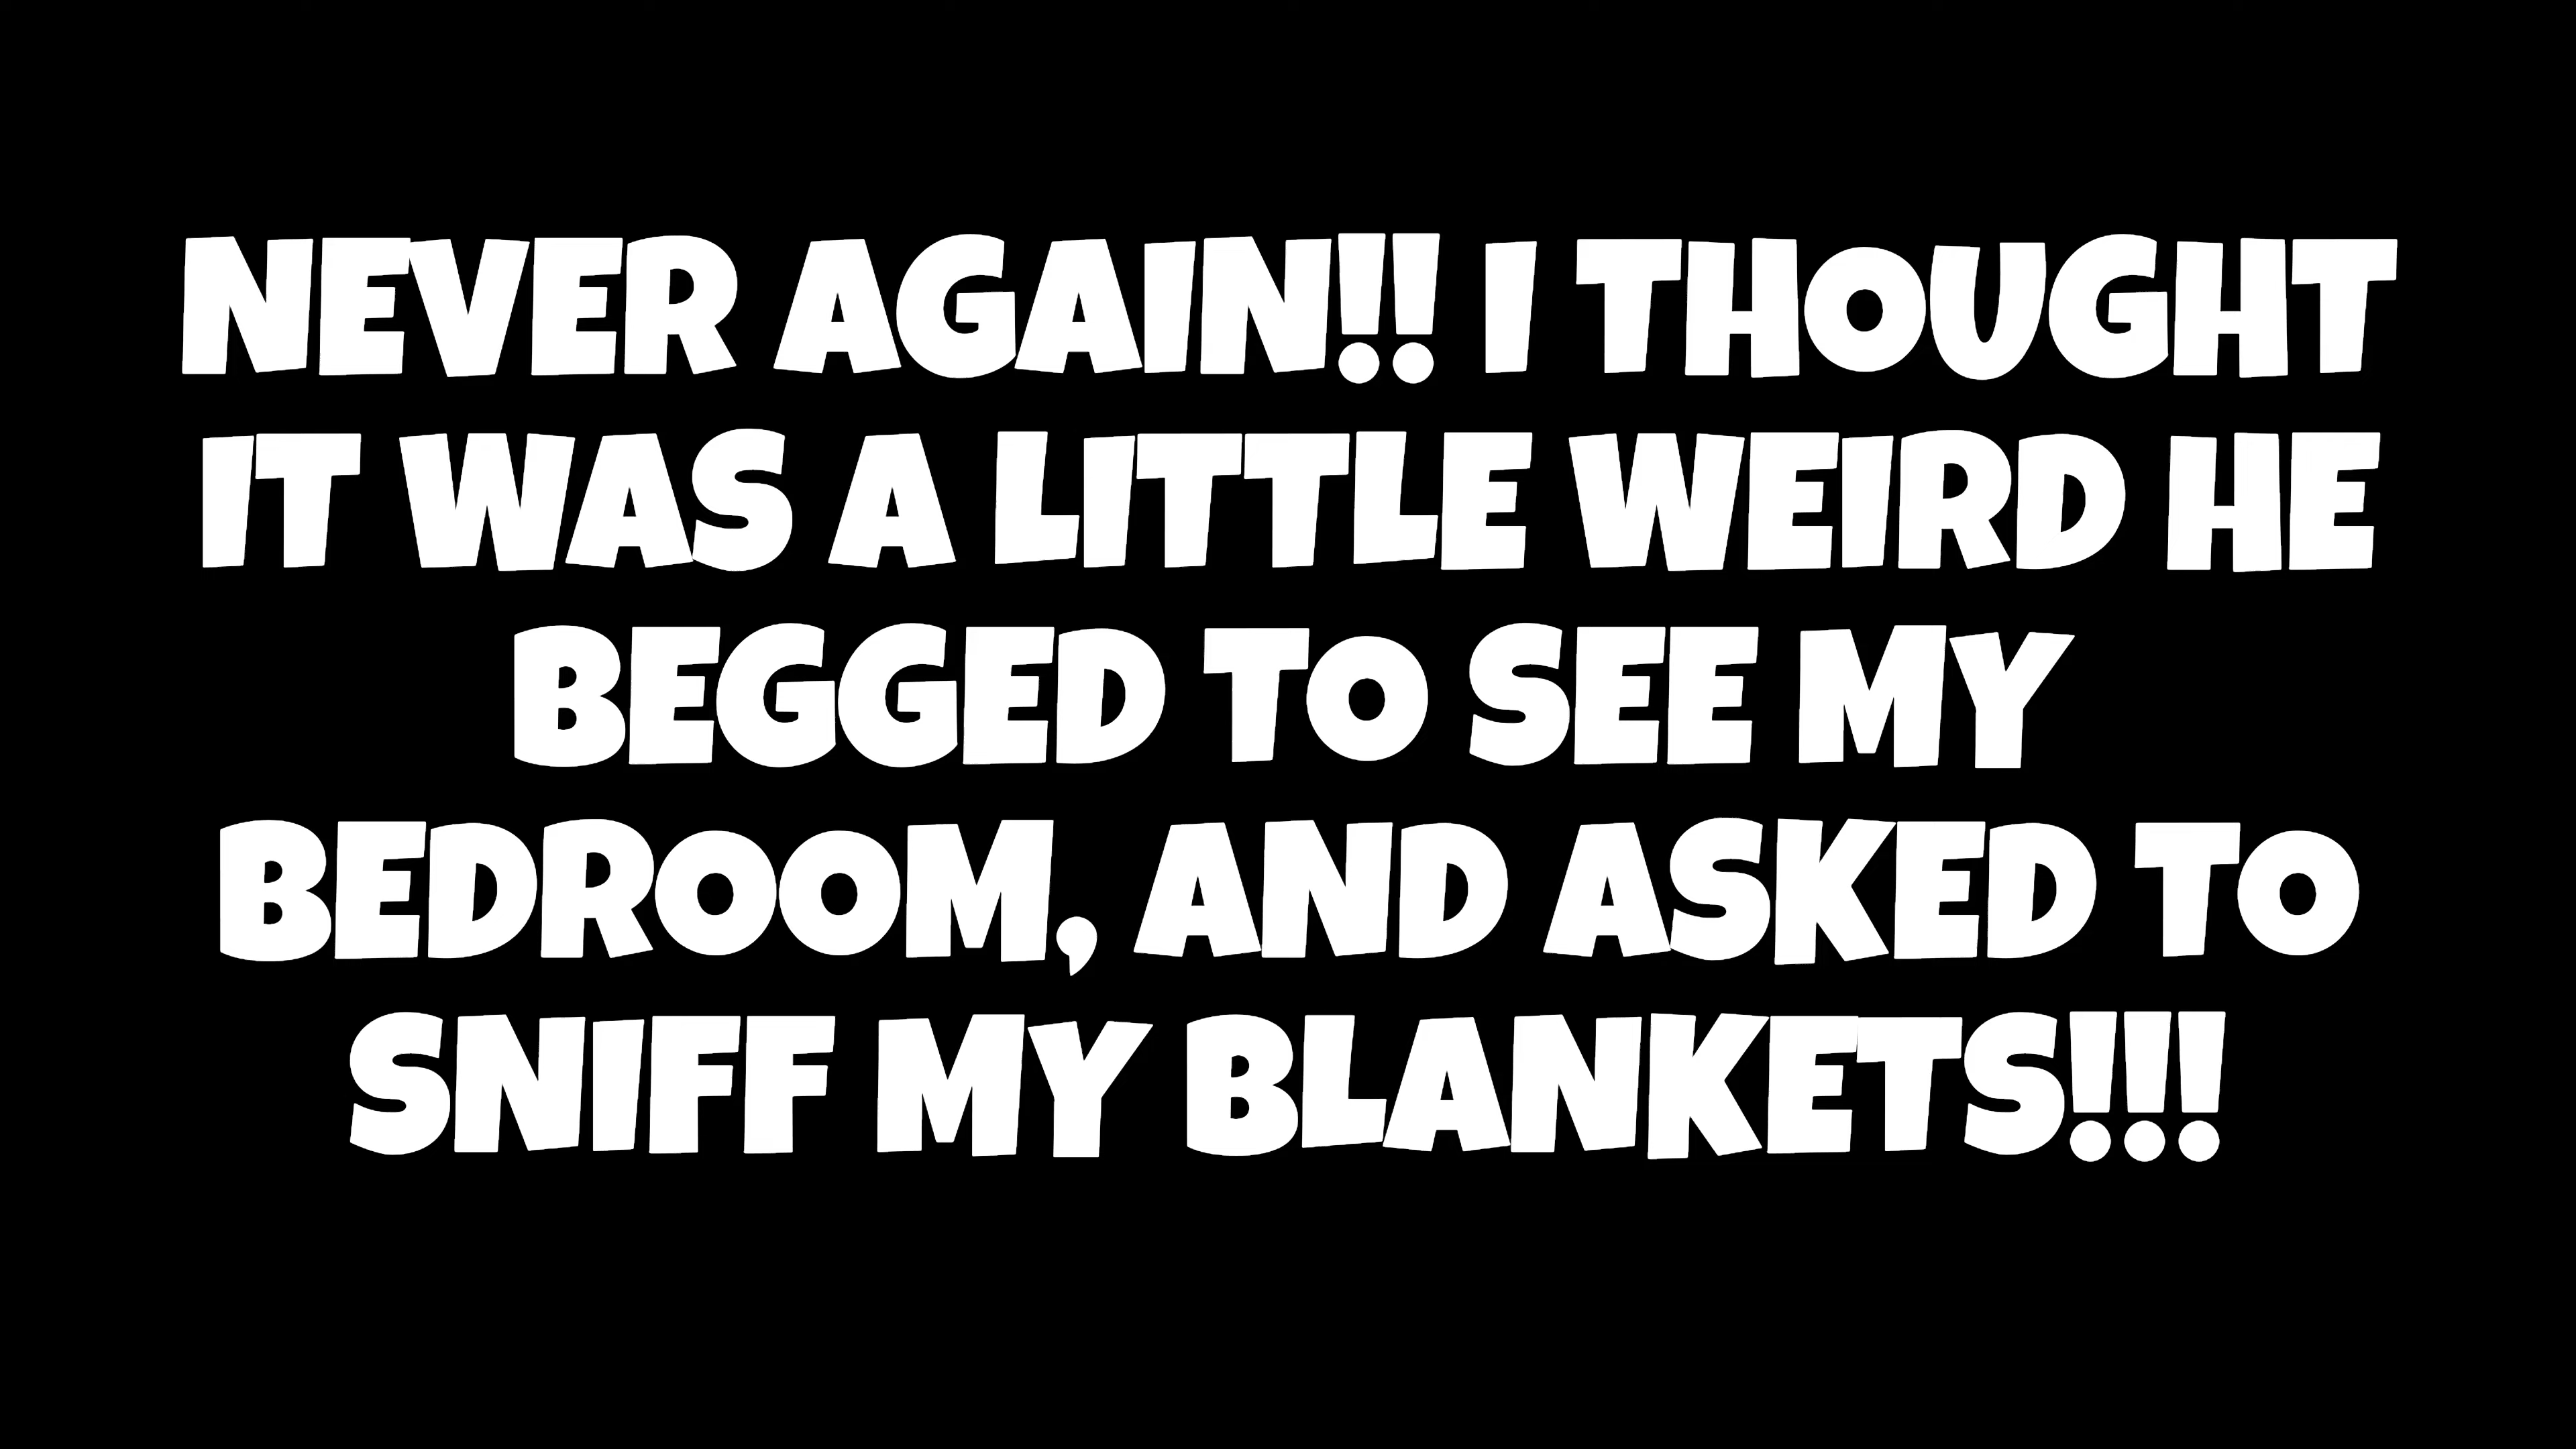 NEVER AGAIN!! I THOUGHT
IT WAS A LITTLE WEIRD HE
BEGGED TO SEE MY
BEDROOM, AND ASKED TO
SNIFF MY BLANKETS!!!